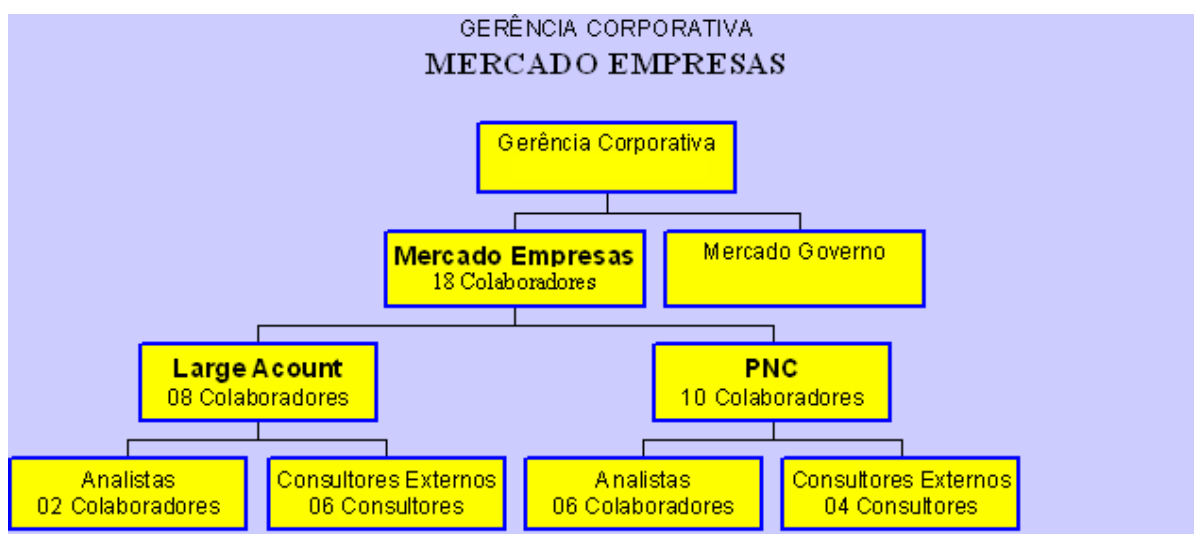 GERÊNCIA CORPORATIVA
MERCADO EMPRESAS
Gerência Corporativa
Mercado Empresas
18 Colaboradores
Mercado Governo
Large Acount
08 Colaboradores
PNC
10 Colaboradores
Analistas
02 Colaboradores
Consultores Externos
06 Consultores
Analistas
06 Colaboradores
Consultores Externos
04 Consultores